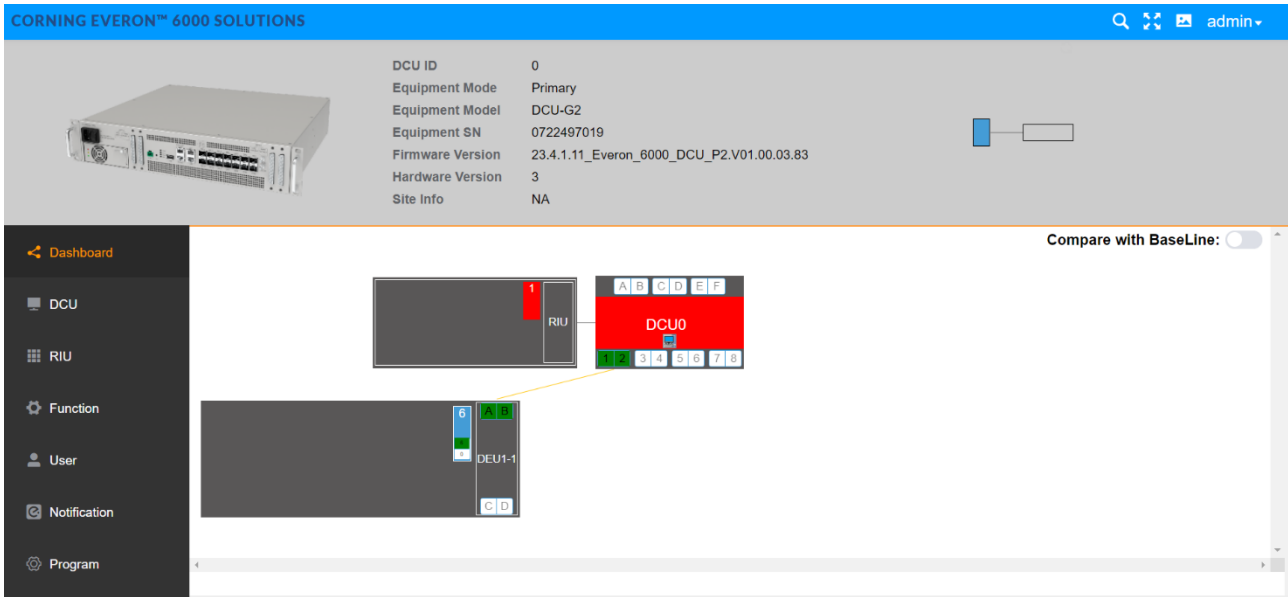 CORNING EVERON™ 6000 SOLUTIONS
admin
DCU ID 0
Equipment Mode Primary
Equipment Model DCU-G2
Equipment SN 0722497019
Firmware Version 23.4.1.11_Everon_6000_DCU_P2.V01.00.03.83
Hardware Version 3
Site Info NA
Compare with BaseLine:
Dashboard
DCU
RIU
Function
User
Notification
Program
1
RIU
A B C D E F
DCU0
1 2 3 4 5 6 7 8
6
A B
DEU1-1
C D